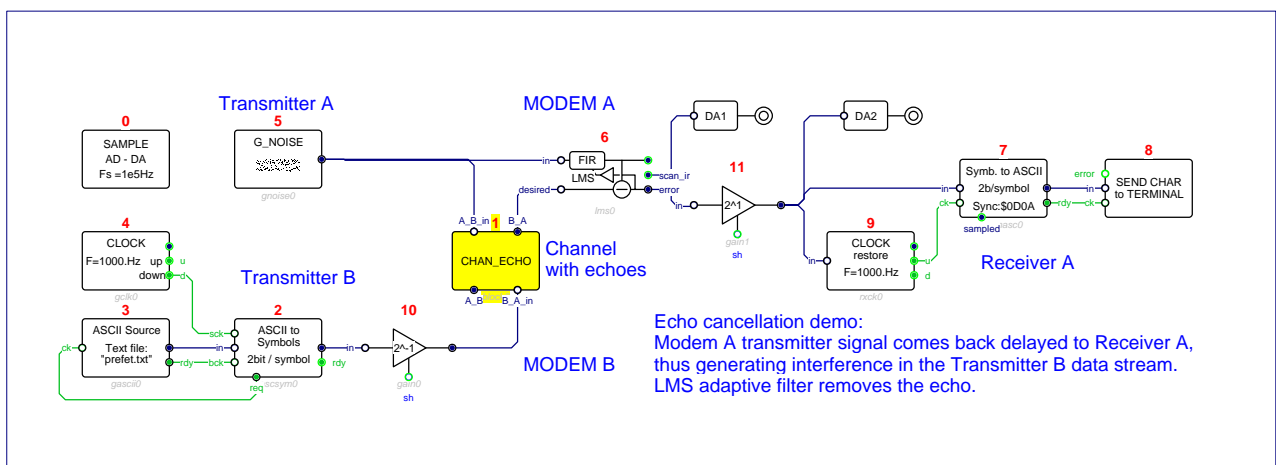 Transmitter A
MODEM A
0
SAMPLE
AD - DA
Fs =1e5Hz
5
G_NOISE
gnoise0
6
in
FIR
LMS
scan_ir
desired
error
lms0
DA1
DA2
11
in
2^1
gain1
sh
7
Symb. to ASCII
2b/symbol
Sync:$0D0A
in
ck
in
rdy
ck
sampled
8
error
SEND CHAR
to TERMINAL
4
CLOCK
F=1000.Hz
up
u
down
d
gclk0
Transmitter B
A_B_in
1
B_A
CHAN_ECHO
A_B
B_A_in
Channel
with echoes
9
CLOCK
restore
F=1000.Hz
in
u
d
rxck0
Receiver A
3
ASCII Source
Text file:
"prefet.txt"
ck
in
rdy
bck
sck
gascii0
2
ASCII to
Symbols
2bit / symbol
in
rdy
req
scsym0
10
2^-1
gain0
sh
MODEM B
Echo cancellation demo:
Modem A transmitter signal comes back delayed to Receiver A,
thus generating interference in the Transmitter B data stream.
LMS adaptive filter removes the echo.